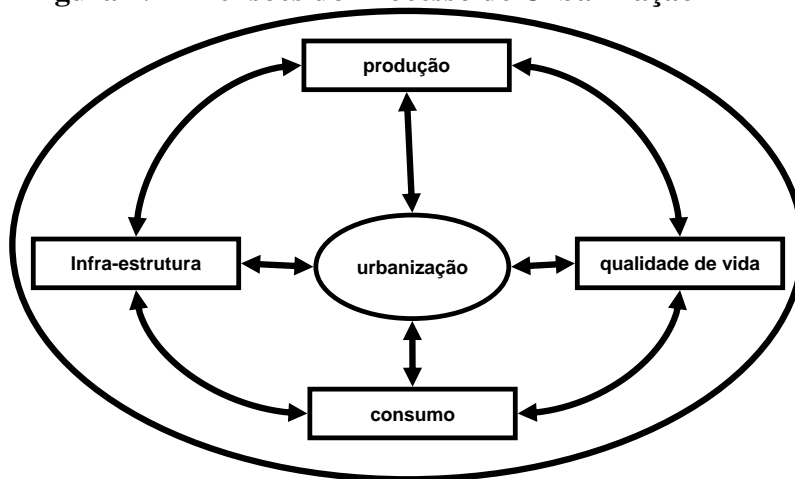 produção
Infra-estrutura
urbanização
qualidade de vida
consumo